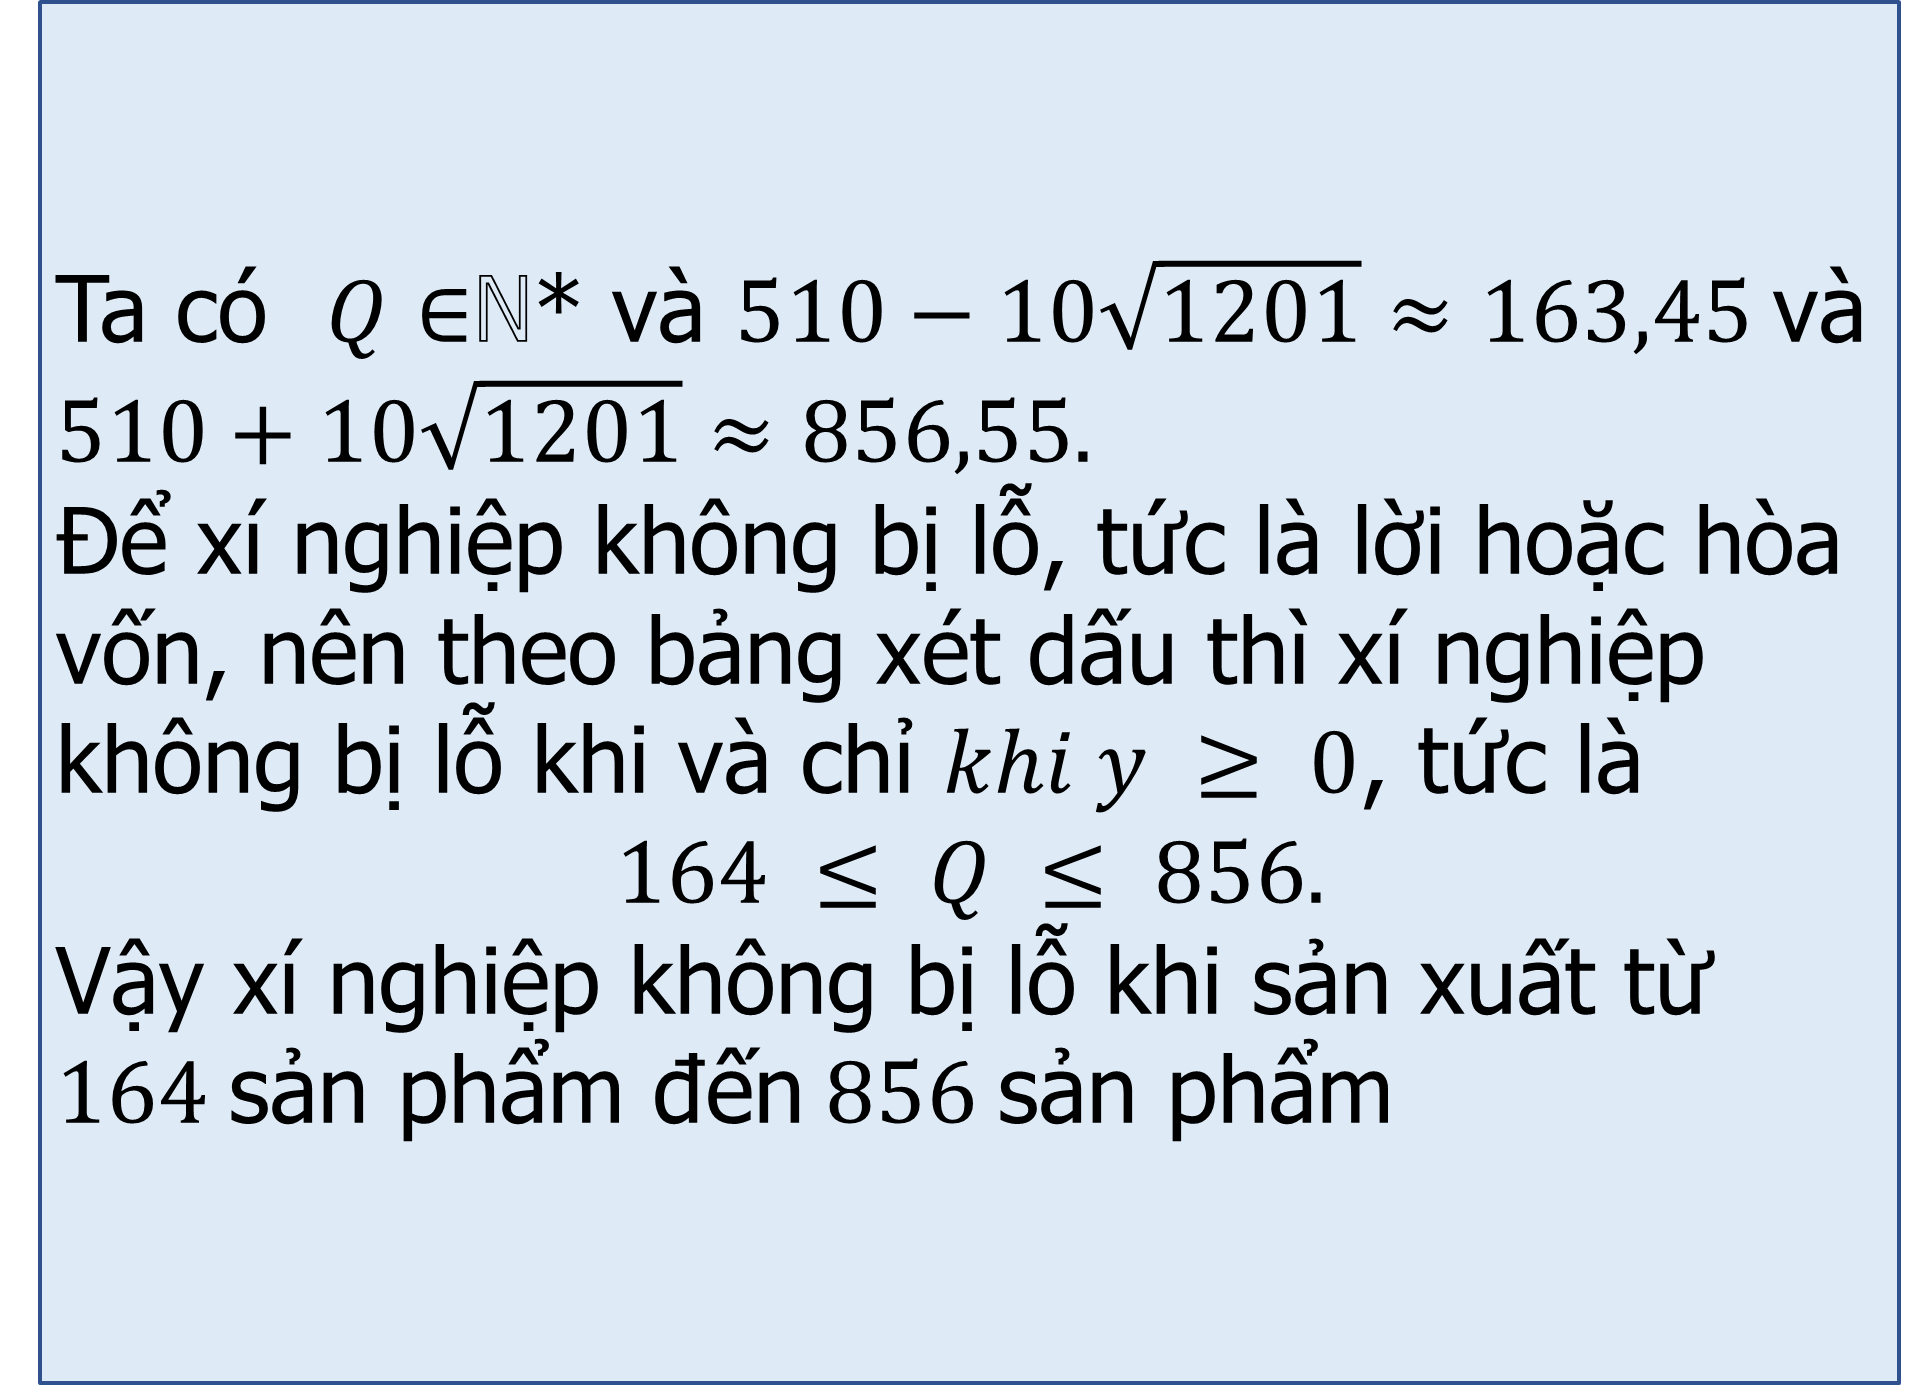 Ta có Q ∈ℕ* và 510 − 10√1201 ≈ 163,45 và
510 + 10√1201 ≈ 856,55.
Để xí nghiệp không bị lỗ, tức là lời hoặc hòa
vốn, nên theo bảng xét dấu thì xí nghiệp
không bị lỗ khi và chỉ khi y ≥ 0, tức là
164 ≤ Q ≤ 856.
Vậy xí nghiệp không bị lỗ khi sản xuất từ
164 sản phẩm đến 856 sản phẩm